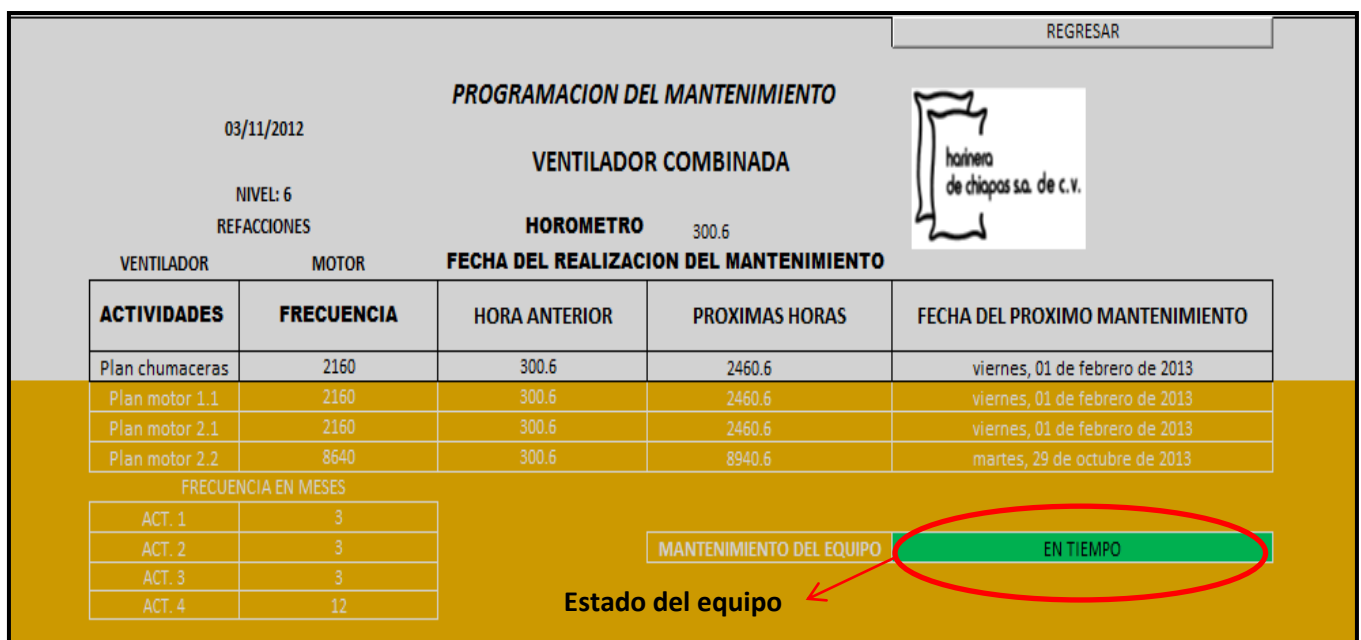 REGRESAR
PROGRAMACION DEL MANTENIMIENTO
03/11/2012
VENTILADOR COMBINADA
harinera
de chiapas s.a. de c.v.
NIVEL: 6
REFACCIONES
HOROMETRO 300.6
VENTILADOR MOTOR FECHA DEL REALIZACION DEL MANTENIMIENTO
ACTIVIDADES FRECUENCIA HORA ANTERIOR PROXIMAS HORAS FECHA DEL PROXIMO MANTENIMIENTO
Plan chumaceras 2160 300.6 2460.6 viernes, 01 de febrero de 2013
Plan motor 1.1 2160 300.6 2460.6 viernes, 01 de febrero de 2013
Plan motor 2.1 2160 300.6 2460.6 viernes, 01 de febrero de 2013
Plan motor 2.2 8640 300.6 8940.6 martes, 29 de octubre de 2013
FRECUENCIA EN MESES
ACT. 1 3
ACT. 2 3
MANTENIMIENTO DEL EQUIPO EN TIEMPO
ACT. 3 3
ACT. 4 12
Estado del equipo